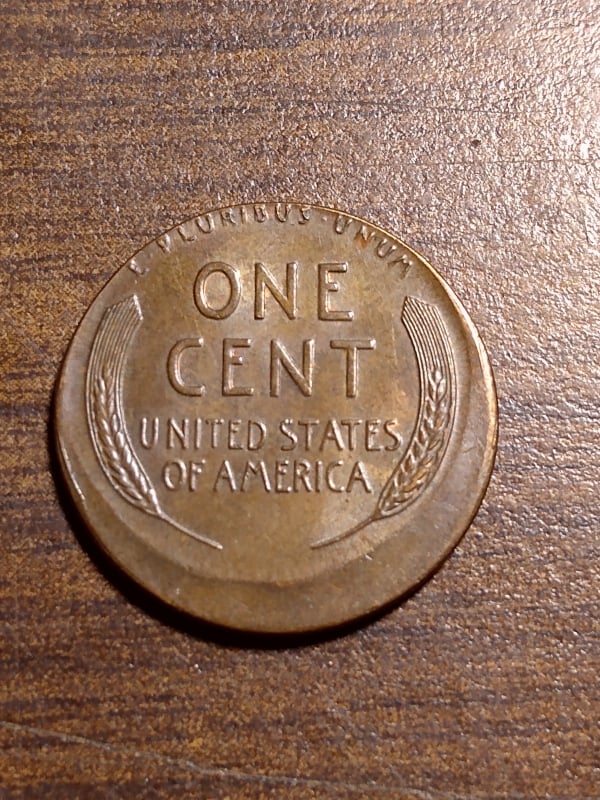 E·PLURIBUS·UNUM
ONE
CENT
UNITED STATES
OF AMERICA